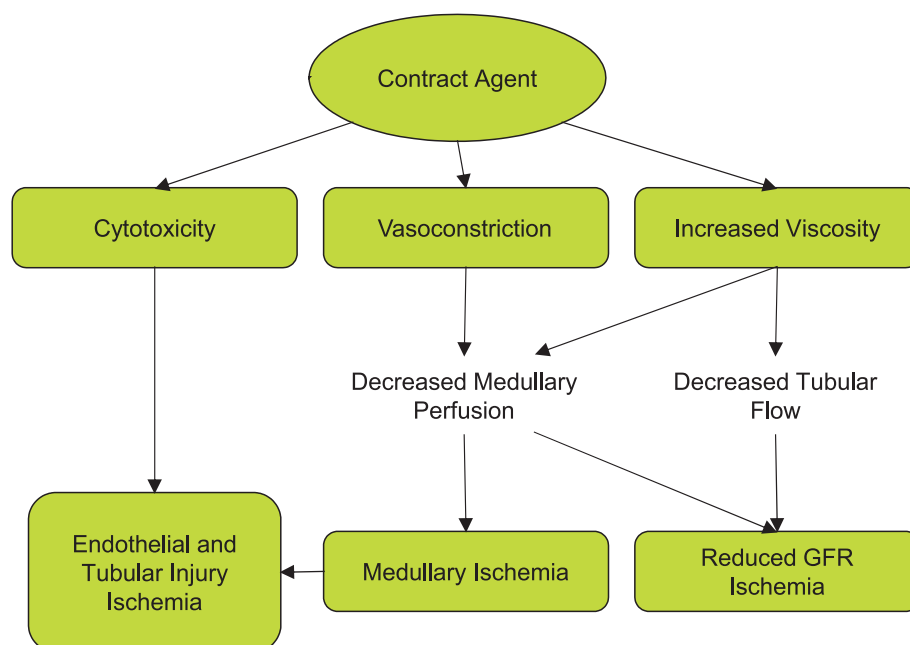 Contract Agent
Cytotoxicity
Vasoconstriction
Increased Viscosity
Decreased Medullary
Perfusion
Decreased Tubular
Flow
Endothelial and
Tubular Injury
Ischemia
Medullary Ischemia
Reduced GFR
Ischemia